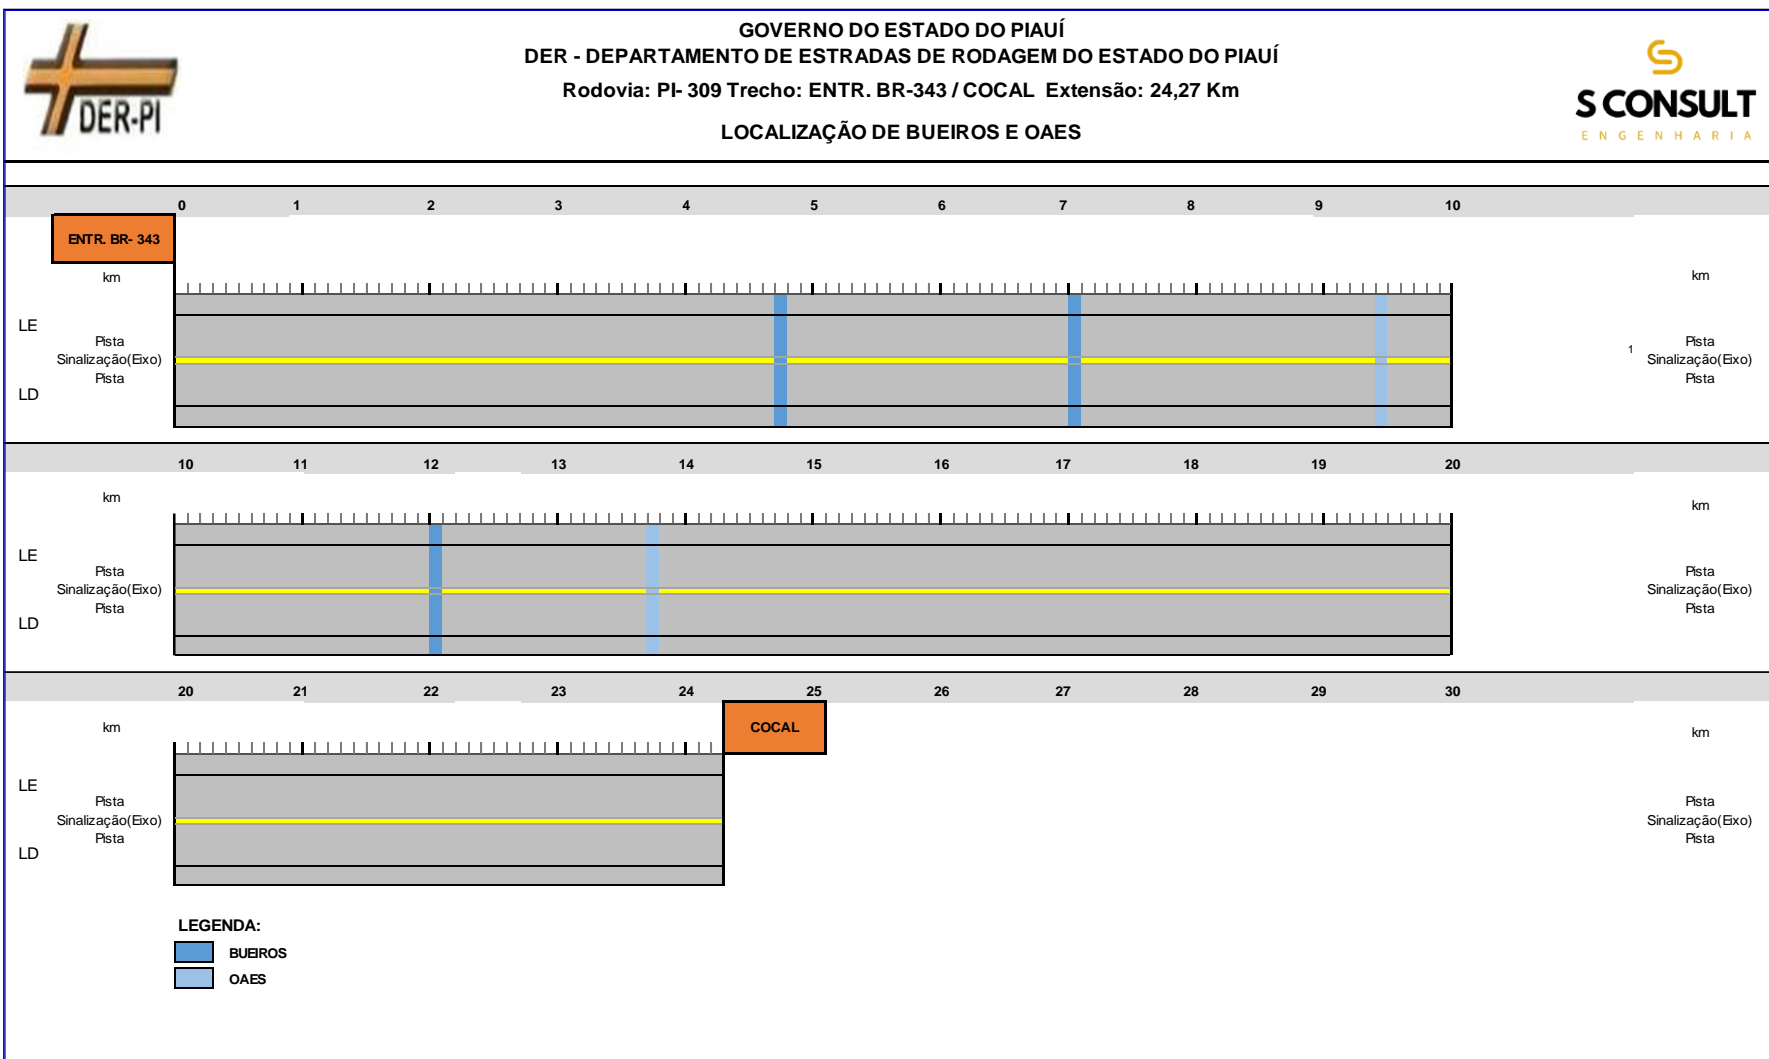 GOVERNO DO ESTADO DO PIAUÍ
DER - DEPARTAMENTO DE ESTRADAS DE RODAGEM DO ESTADO DO PIAUÍ
Rodovia: PI- 309 Trecho: ENTR. BR-343 / COCAL Extensão: 24,27 Km
LOCALIZAÇÃO DE BUEIROS E OAES
DER-PI
S CONSULT
ENGENHARIA
0 1 2 3 4 5 6 7 8 9 10
ENTR. BR- 343
km km
LE
Pista 1 Pista
Sinalização(Eixo) Sinalização(Eixo)
Pista Pista
LD
10 11 12 13 14 15 16 17 18 19 20
km km
LE
Pista Pista
Sinalização(Eixo) Sinalização(Eixo)
Pista Pista
LD
20 21 22 23 24 25 26 27 28 29 30
COCAL
km km
LE
Pista Pista
Sinalização(Eixo) Sinalização(Eixo)
Pista Pista
LD
LEGENDA:
BUEIROS
OAES